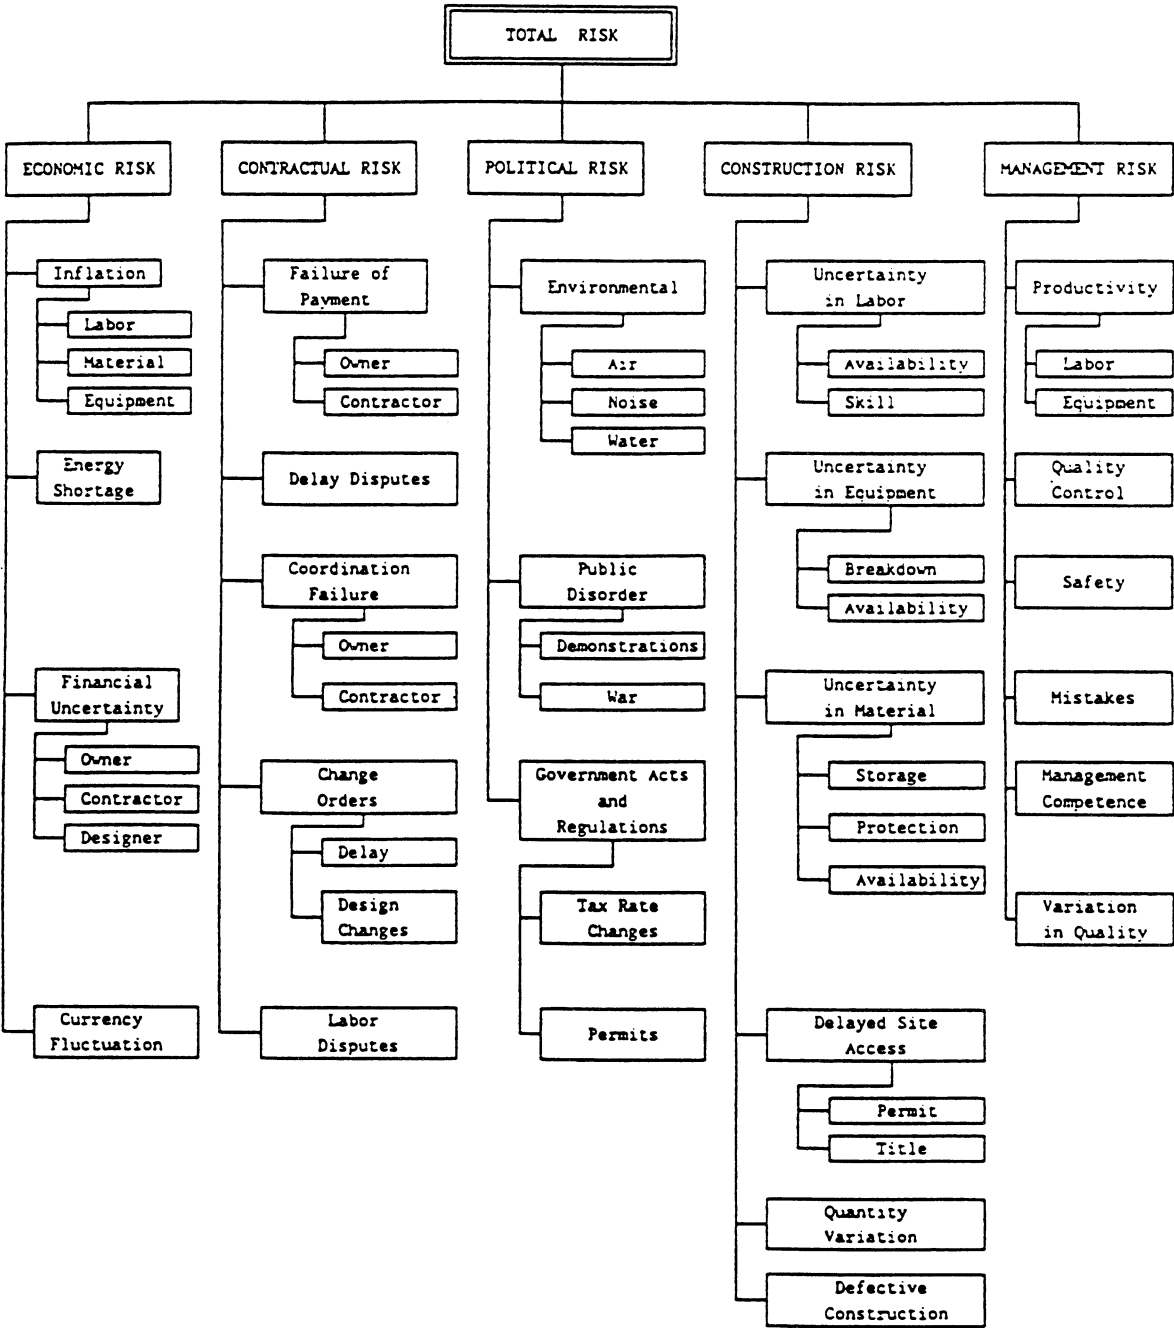 TOTAL RISK
ECONOMIC RISK
Inflation
Labor
Material
Equipment
Energy
Shortage
Financial
Uncertainty
Owner
Contractor
Designer
Currency
Fluctuation
CONTRACTUAL RISK
Failure of
Payment
Owner
Contractor
Delay Disputes
Coordination
Failure
Owner
Contractor
Change
Orders
Delay
Design
Changes
Labor
Disputes
POLITICAL RISK
Environmental
Air
Noise
Water
Public
Disorder
Demonstrations
War
Government Acts
and
Regulations
Tax Rate
Changes
Permits
CONSTRUCTION RISK
Uncertainty
in Labor
Availability
Skill
Uncertainty
in Equipment
Breakdown
Availability
Uncertainty
in Material
Storage
Protection
Availability
Delayed Site
Access
Permit
Title
Quantity
Variation
Defective
Construction
MANAGEMENT RISK
Productivity
Labor
Equipment
Quality
Control
Safety
Mistakes
Management
Competence
Variation
in Quality